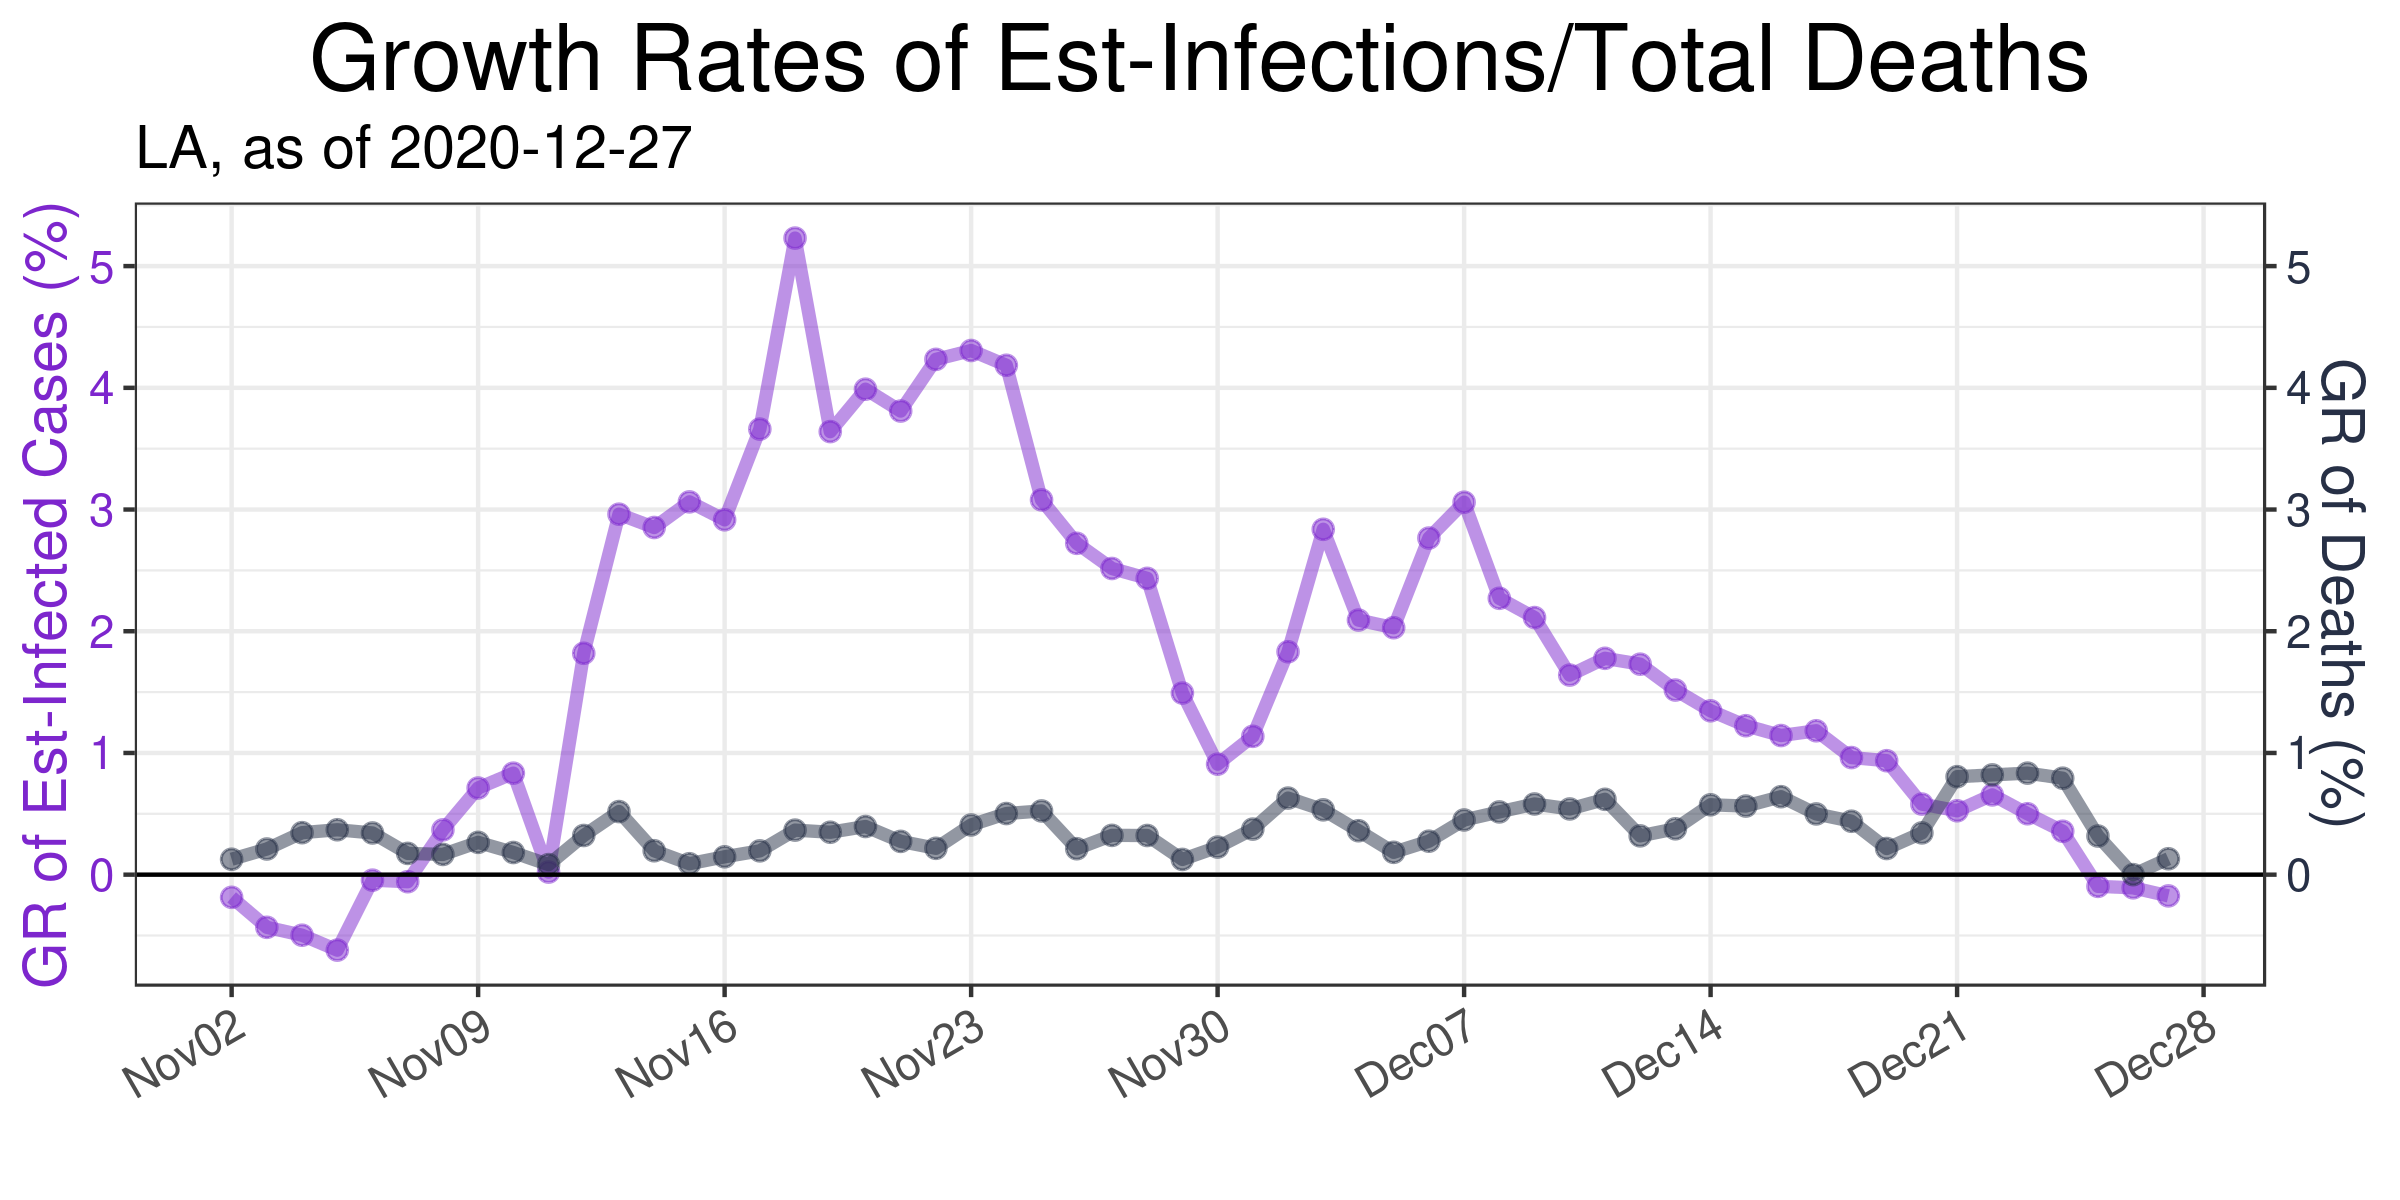 Growth Rates of Est-Infections/Total Deaths
LA, as of 2020-12-27
GR of Est-Infected Cases (%)
5
4
3
2
1
0
5
4
3
2
1
0
GR of Deaths (%)
Nov02
Nov09
Nov16
Nov23
Nov30
Dec07
Dec14
Dec21
Dec28